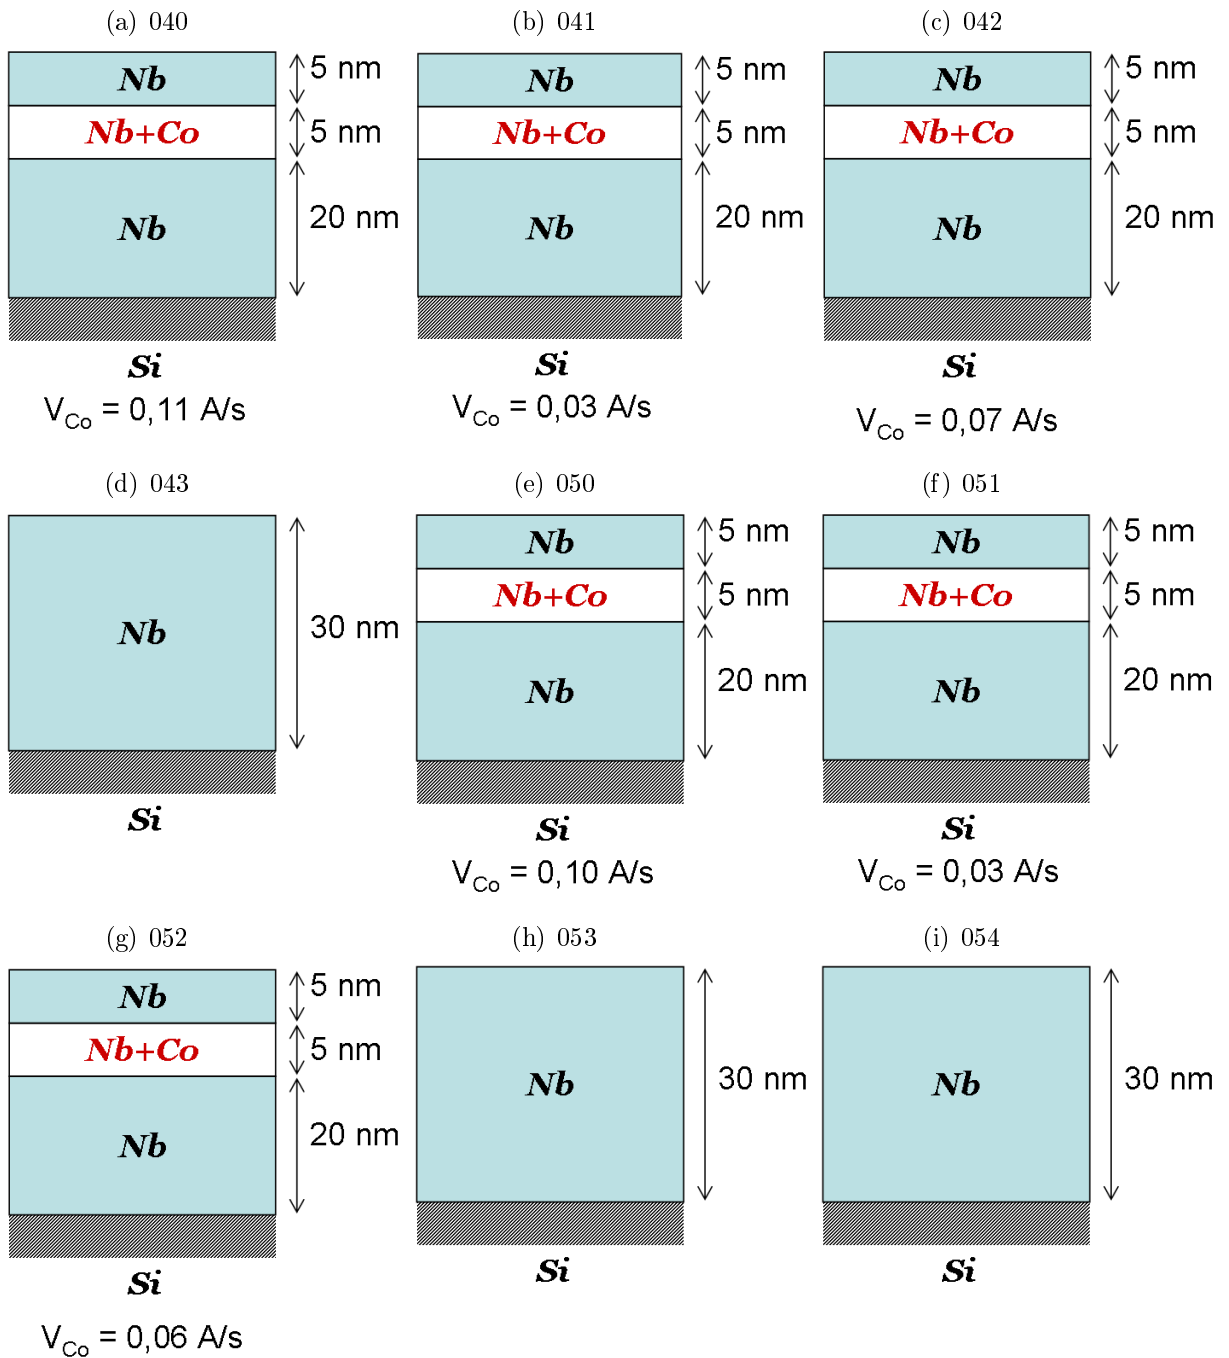 (a) 040
Nb
5 nm
Nb+Co
5 nm
Nb
20 nm
Si
V_Co = 0,11 A/s
(b) 041
Nb
5 nm
Nb+Co
5 nm
Nb
20 nm
Si
V_Co = 0,03 A/s
(c) 042
Nb
5 nm
Nb+Co
5 nm
Nb
20 nm
Si
V_Co = 0,07 A/s
(d) 043
Nb
30 nm
Si
(e) 050
Nb
5 nm
Nb+Co
5 nm
Nb
20 nm
Si
V_Co = 0,10 A/s
(f) 051
Nb
5 nm
Nb+Co
5 nm
Nb
20 nm
Si
V_Co = 0,03 A/s
(g) 052
Nb
5 nm
Nb+Co
5 nm
Nb
20 nm
Si
V_Co = 0,06 A/s
(h) 053
Nb
30 nm
Si
(i) 054
Nb
30 nm
Si